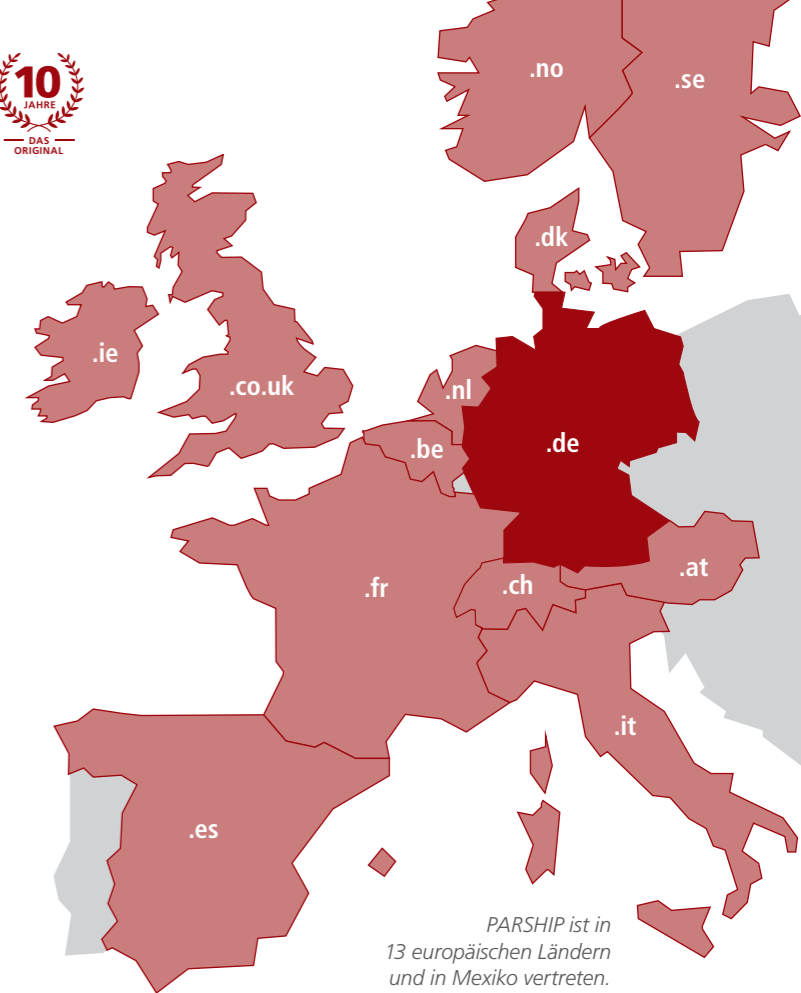 10
JAHRE
DAS
ORIGINAL
.no
.se
.dk
.ie
.co.uk
.nl
.be
.de
.fr
.ch
.at
.it
.es
PARSHIP ist in
13 europäischen Ländern
und in Mexiko vertreten.